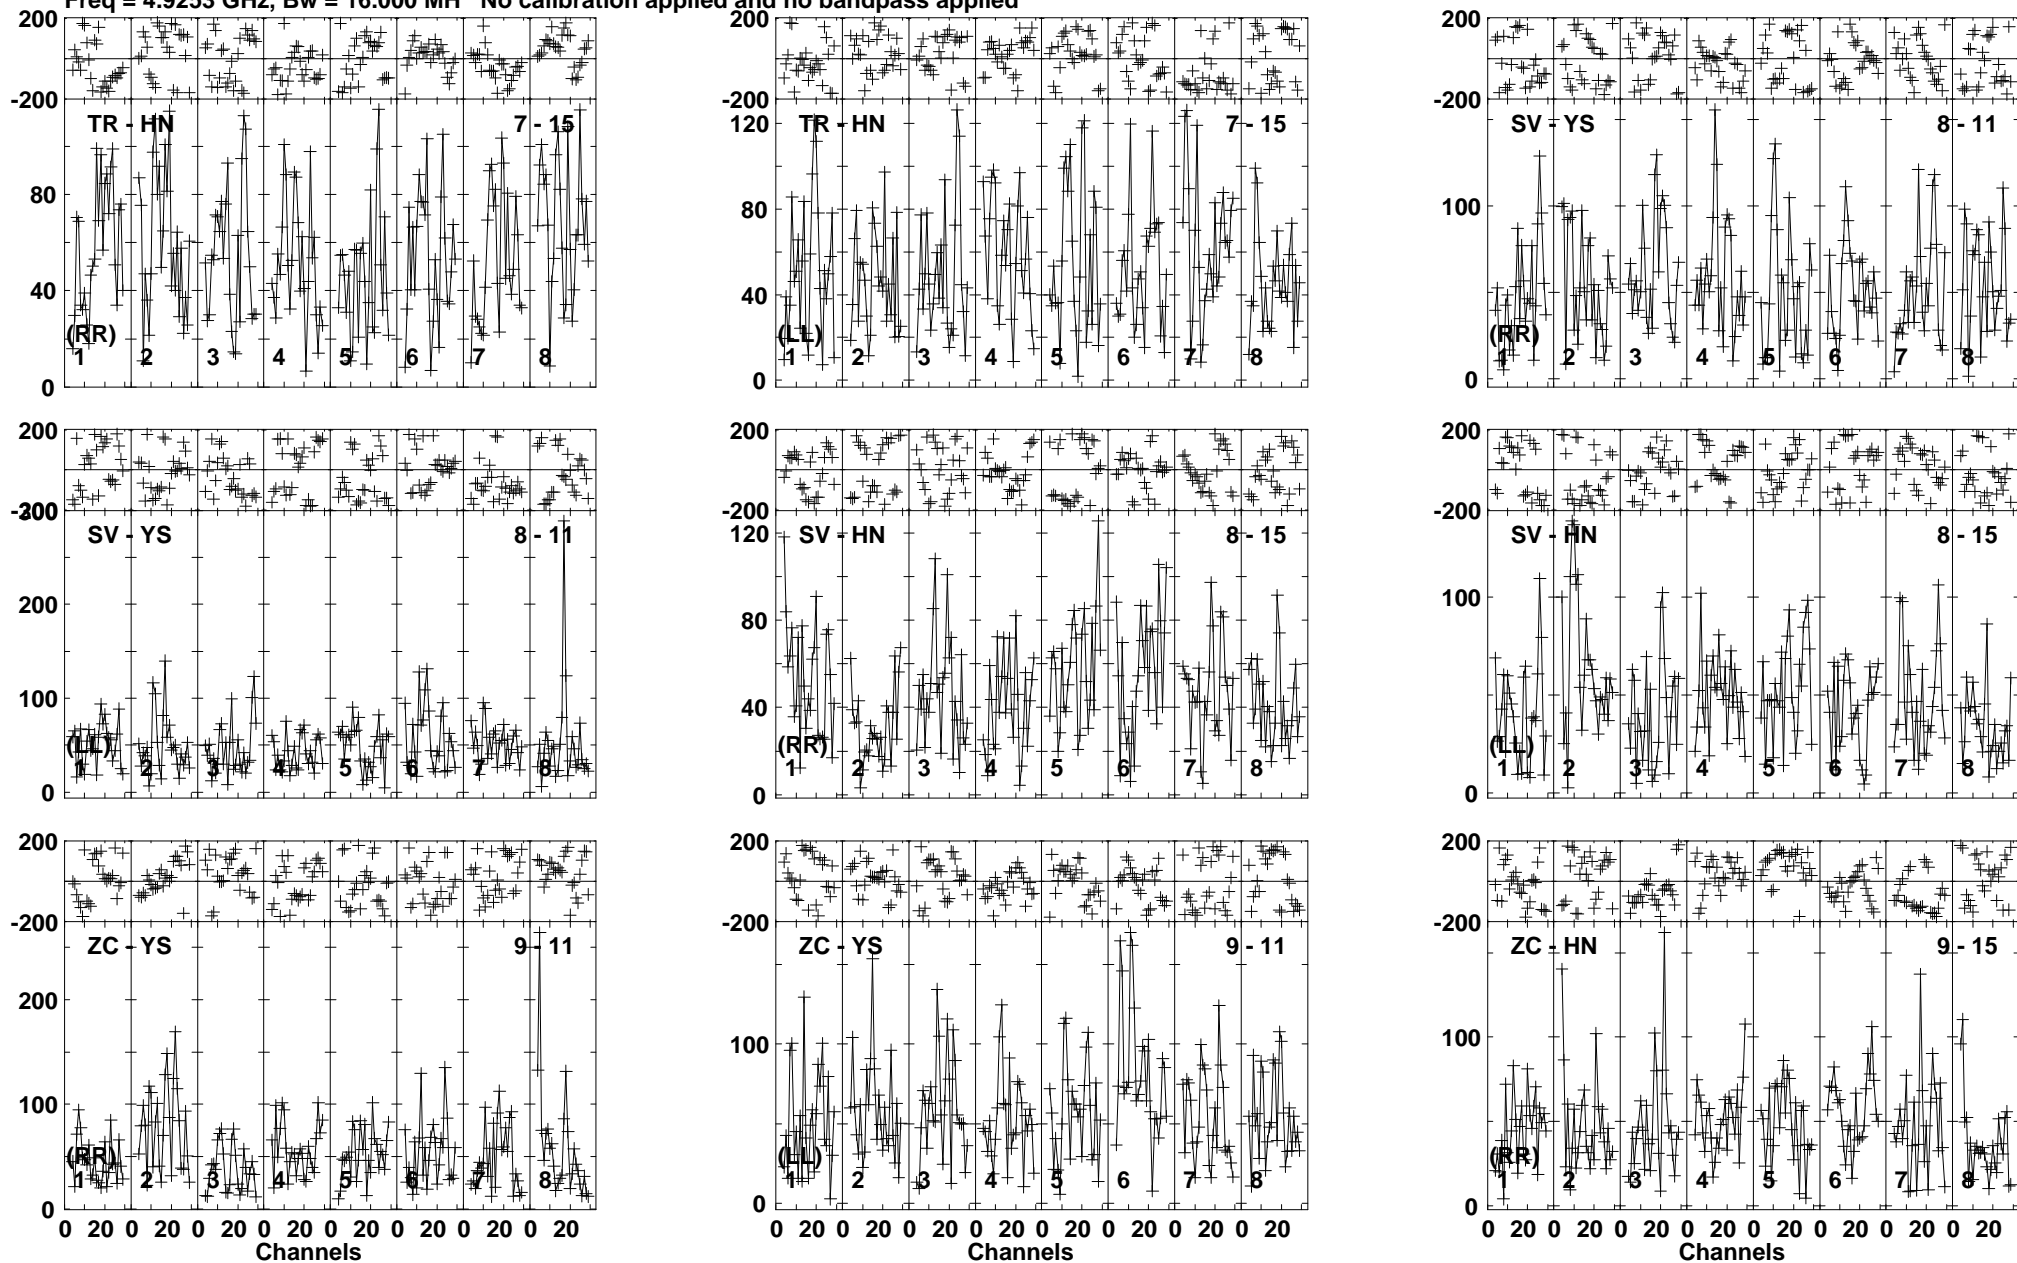 Freq = 4.9253 GHz, Bw = 16.000 MH No calibration applied and no bandpass applied
200 200 200
-200 -200 -200
TR - HN 7 - 15 TR - HN 7 - 15 SV - YS 8 - 11
120
100
80 80
40 40
(RR) (LL) (RR)
1 2 3 4 5 6 7 8 1 2 3 4 5 6 7 8 1 2 3 4 5 6 7 8
0 0 0
200 200 200
-200 -200 -200
300
SV - YS 8 - 11 SV - HN 8 - 15 SV - HN 8 - 15
120
200 100
80
100
40
(LL) (RR) (LL)
1 2 3 4 5 6 7 8 1 2 3 4 5 6 7 8 1 2 3 4 5 6 7 8
0 0 0
200 200 200
-200 -200 -200
ZC - YS 9 - 11 ZC - YS 9 - 11 ZC - HN 9 - 15
200
100 100 100
(RR) (LL) (RR)
1 2 3 4 5 6 7 8 1 2 3 4 5 6 7 8 1 2 3 4 5 6 7 8
0 0 0
0 20 0 20 0 20 0 20 0 20 0 20 0 20 0 20 0 20 0 20 0 20 0 20 0 20 0 20 0 20 0 20 0 20 0 20 0 20 0 20 0 20 0 20 0 20 0 20
Channels Channels Channels